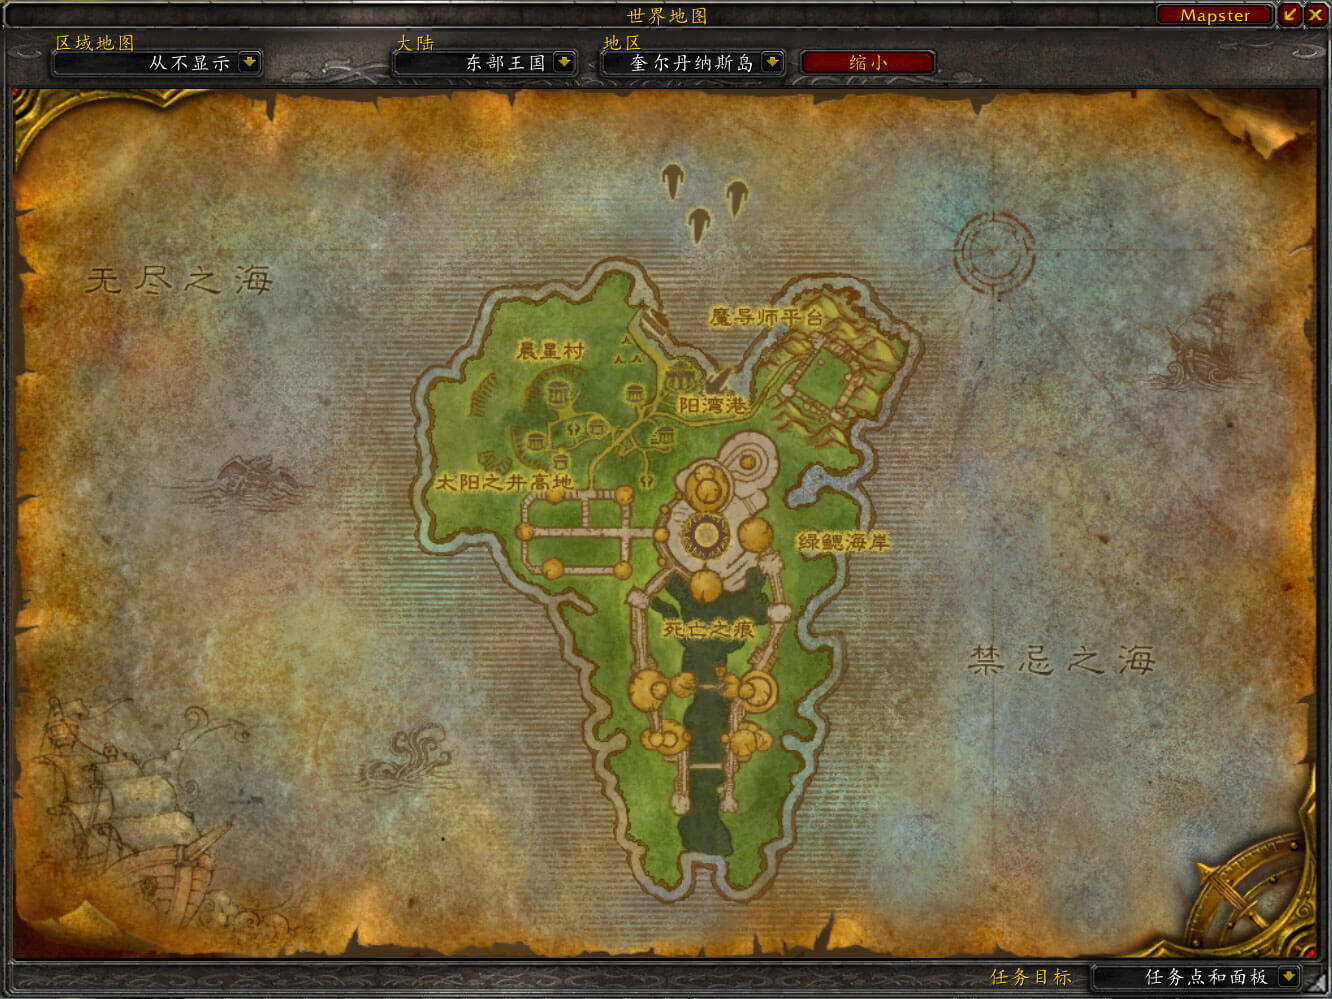 世界地图
Mapster
区域地图
大陆
地区
从不显示
东部王国
奎尔丹纳斯岛
缩小
无尽之海
魔导师平台
晨星村
阳湾港
太阳之井高地
绿鳃海岸
死亡之痕
禁忌之海
任务目标
任务点和面板